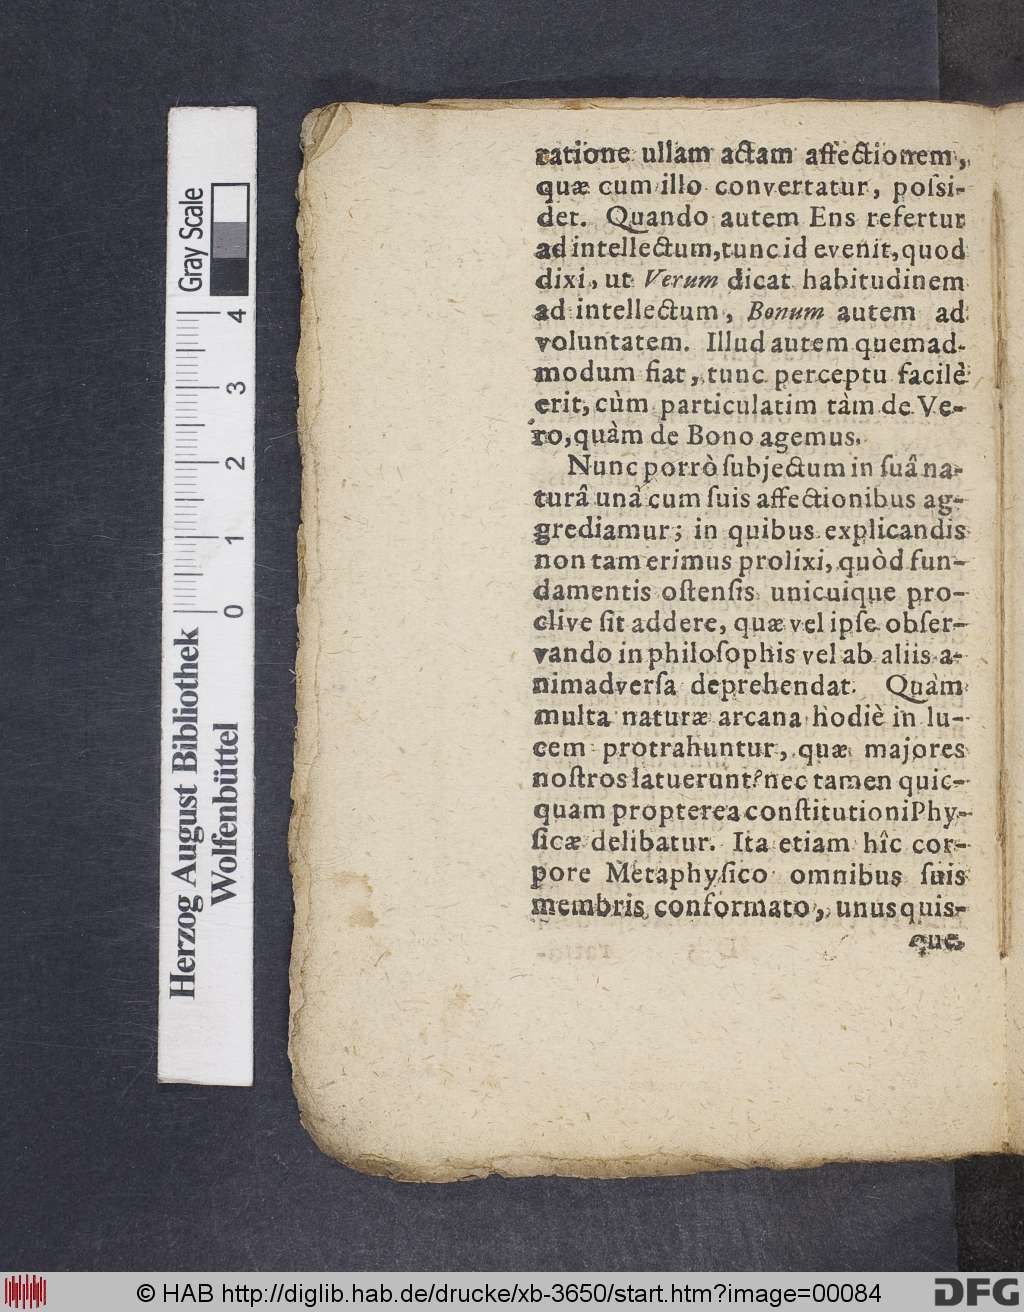 ratione ullam actam affectionem,
quæ cum illo convertatur, poſsi-
det. Quando autem Ens refertur
ad intellectum, tunc id evenit, quod
dixi, ut Verum dicat habitudinem
ad intellectum, Bonum autem ad
voluntatem. Illud autem quemad-
modum fiat, tunc perceptu facilè
erit, cùm particulatim tàm de Ve-
ro, quàm de Bono agemus.
Nunc porrò ſubjectum in ſuâ na-
turâ unà cum ſuis affectionibus ag-
grediamur; in quibus explicandis
non tam erimus prolixi, quòd fun-
damentis oſtenſis unicuique pro-
clive ſit addere, quæ vel ipſe obſer-
vando in philoſophis vel ab aliis a-
nimadverſa deprehendat. Quàm
multa naturæ arcana hodiè in lu-
cem protrahuntur, quæ majores
noſtros latuerunt? nec tamen quic-
quam propterea conſtitutioni Phy-
ſicæ delibatur. Ita etiam hîc cor-
pore Metaphyſico omnibus ſuis
membris conformato, unusquis-
que
Gray Scale
4
3
2
1
0
Herzog August Bibliothek
Wolfenbüttel
© HAB http://diglib.hab.de/drucke/xb-3650/start.htm?image=00084
DFG